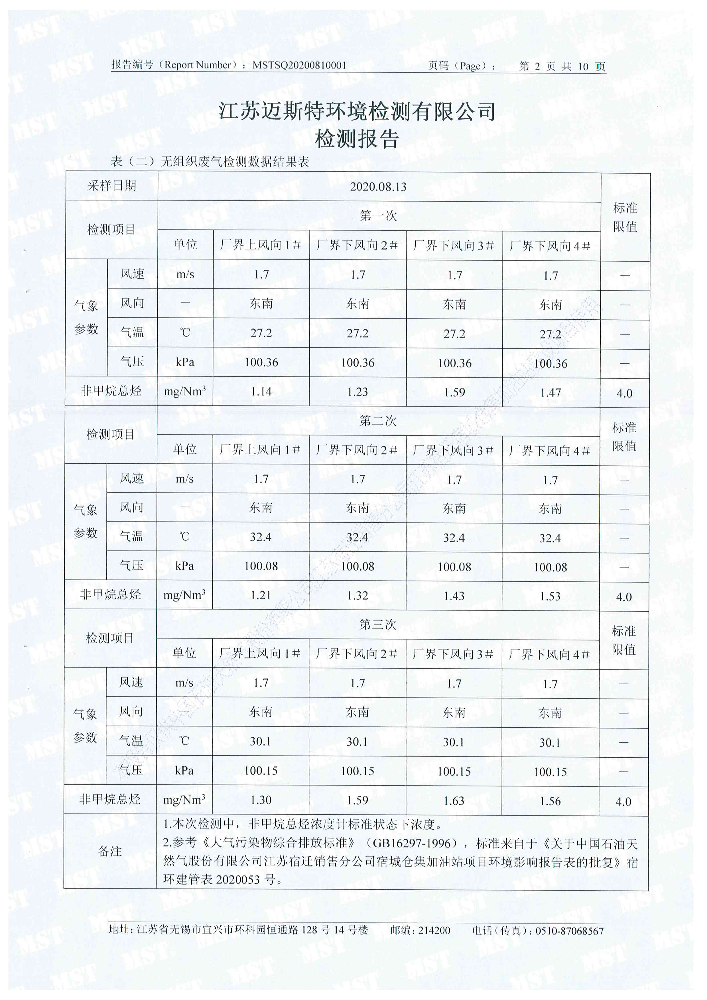 报告编号（Report Number）：MSTSQ20200810001 页码（Page）： 第 2 页 共 10 页
江苏迈斯特环境检测有限公司
检测报告
表（二）无组织废气检测数据结果表
采样日期 2020.08.13 标准限值
检测项目 第一次
单位 厂界上风向1# 厂界下风向2# 厂界下风向3# 厂界下风向4#
气象参数 风速 m/s 1.7 1.7 1.7 1.7 —
风向 — 东南 东南 东南 东南 —
气温 ℃ 27.2 27.2 27.2 27.2 —
气压 kPa 100.36 100.36 100.36 100.36 —
非甲烷总烃 mg/Nm³ 1.14 1.23 1.59 1.47 4.0
检测项目 第二次 标准限值
单位 厂界上风向1# 厂界下风向2# 厂界下风向3# 厂界下风向4#
气象参数 风速 m/s 1.7 1.7 1.7 1.7 —
风向 — 东南 东南 东南 东南 —
气温 ℃ 32.4 32.4 32.4 32.4 —
气压 kPa 100.08 100.08 100.08 100.08 —
非甲烷总烃 mg/Nm³ 1.21 1.32 1.43 1.53 4.0
检测项目 第三次 标准限值
单位 厂界上风向1# 厂界下风向2# 厂界下风向3# 厂界下风向4#
气象参数 风速 m/s 1.7 1.7 1.7 1.7 —
风向 — 东南 东南 东南 东南 —
气温 ℃ 30.1 30.1 30.1 30.1 —
气压 kPa 100.15 100.15 100.15 100.15 —
非甲烷总烃 mg/Nm³ 1.30 1.59 1.63 1.56 4.0
备注 1.本次检测中，非甲烷总烃浓度计标准状态下浓度。
2.参考《大气污染物综合排放标准》（GB16297-1996），标准来自于《关于中国石油天
然气股份有限公司江苏宿迁销售分公司宿城仓集加油站项目环境影响报告表的批复》宿
环建管表 2020053 号。
地址：江苏省无锡市宜兴市环科园恒通路 128 号 14 号楼 邮编：214200 电话（传真）：0510-87068567